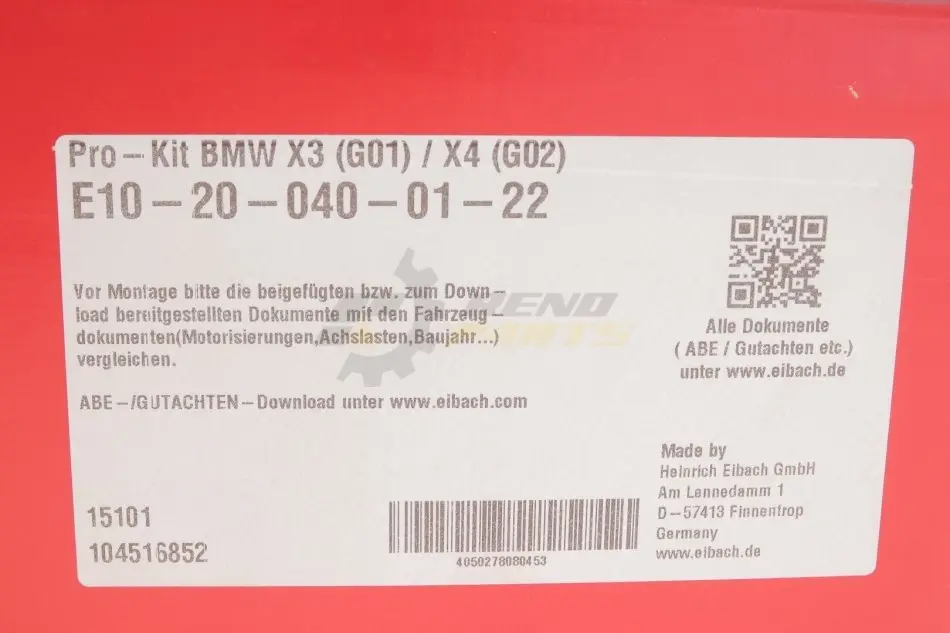 Pro-Kit BMW X3 (G01) / X4 (G02)
E10-20-040-01-22
Vor Montage bitte die beigefügten bzw. zum Down-
load bereitgestellten Dokumente mit den Fahrzeug-
dokumenten(Motorisierungen,Achslasten,Baujahr...)
vergleichen.
ABE-/GUTACHTEN-Download unter www.eibach.com
RENO
PARTS
Alle Dokumente
( ABE / Gutachten etc.)
unter www.eibach.de
Made by
Heinrich Eibach GmbH
Am Lennedamm 1
D-57413 Finnentrop
Germany
www.eibach.de
15101
104516852
4050278080453